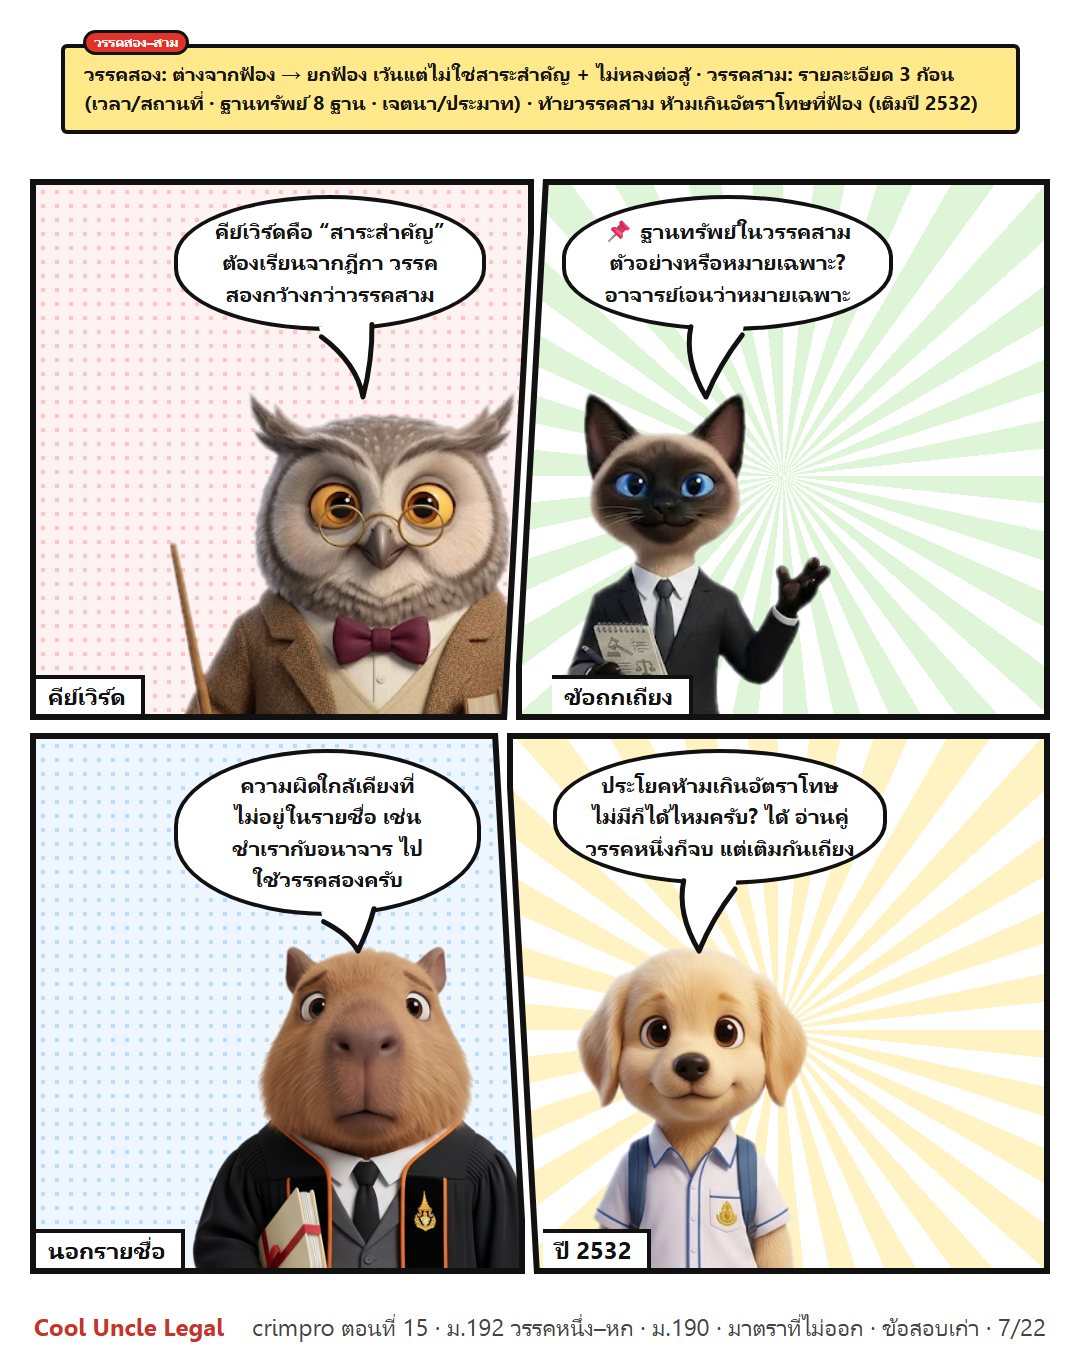 วรรคสอง–สาม
วรรคสอง: ต่างจากฟ้อง → ยกฟ้อง เว้นแต่ไม่ใช่สาระสำคัญ + ไม่หลงต่อสู้ · วรรคสาม: รายละเอียด 3 ก้อน
(เวลา/สถานที่ · ฐานทรัพย์ 8 ฐาน · เจตนา/ประมาท) · ท้ายวรรคสาม ห้ามเกินอัตราโทษที่ฟ้อง (เติมปี 2532)
คีย์เวิร์ดคือ “สาระสำคัญ”
ต้องเรียนจากฎีกา วรรค
สองกว้างกว่าวรรคสาม
คีย์เวิร์ด
📌 ฐานทรัพย์ในวรรคสาม
ตัวอย่างหรือหมายเฉพาะ?
อาจารย์เอนว่าหมายเฉพาะ
ข้อถกเถียง
ความผิดใกล้เคียงที่
ไม่อยู่ในรายชื่อ เช่น
ชำเรากับอนาจาร ไป
ใช้วรรคสองครับ
นอกรายชื่อ
ประโยคห้ามเกินอัตราโทษ
ไม่มีก็ได้ไหมครับ? ได้ อ่านคู่
วรรคหนึ่งก็จบ แต่เติมกันเถียง
ปี 2532
Cool Uncle Legal crimpro ตอนที่ 15 · ม.192 วรรคหนึ่ง–หก · ม.190 · มาตราที่ไม่ออก · ข้อสอบเก่า · 7/22